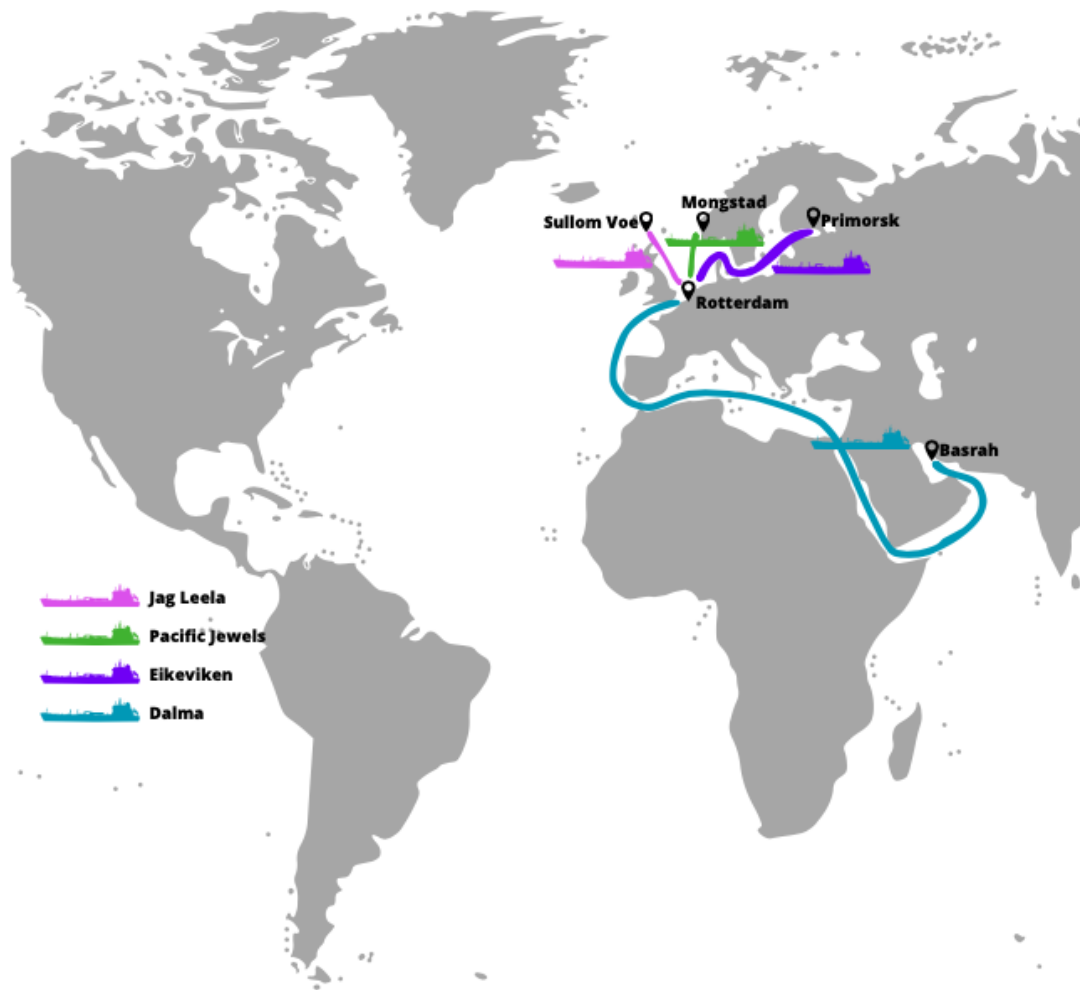 Mongstad
Sullom Voe
Primorsk
Rotterdam
Basrah
Jag Leela
Pacific Jewels
Eikeviken
Dalma